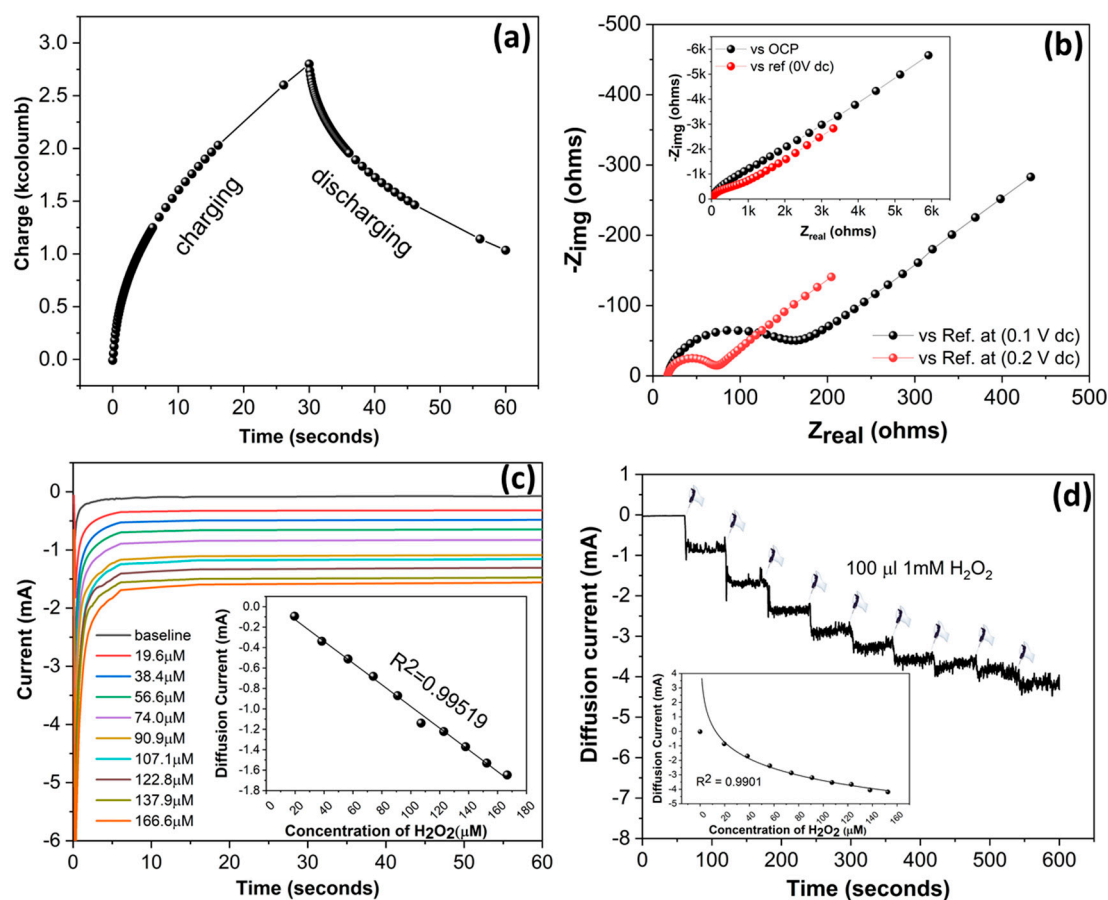 (a)
Charge (kcoloumb)
3.0
2.5
2.0
1.5
1.0
0.5
0.0
charging
discharging
0 10 20 30 40 50 60
Time (seconds)
(b)
-Zimg (ohms)
-500
-400
-300
-200
-100
0
-Zimg (ohms)
-6k
-5k
-4k
-3k
-2k
-1k
0
vs OCP
vs ref (0V dc)
0 1k 2k 3k 4k 5k 6k
Zreal (ohms)
vs Ref. at (0.1 V dc)
vs Ref. at (0.2 V dc)
0 100 200 300 400 500
Zreal (ohms)
(c)
Current (mA)
0
-1
-2
-3
-4
-5
-6
baseline
19.6μM
38.4μM
56.6μM
74.0μM
90.9μM
107.1μM
122.8μM
137.9μM
166.6μM
Diffusion Current (mA)
0.0
-0.2
-0.4
-0.6
-0.8
-1.0
-1.2
-1.4
-1.6
-1.8
R2=0.99519
0 20 40 60 80 100 120 140 160 180
Concentration of H2O2(μM)
0 10 20 30 40 50 60
Time (seconds)
(d)
Diffusion current (mA)
1
0
-1
-2
-3
-4
-5
-6
-7
-8
100 μl 1mM H2O2
Diffusion Current (mA)
4
3
2
1
0
-1
-2
-3
-4
-5
R2 = 0.9901
0 20 40 60 80 100 120 140 160
Concentration of H2O2 (μM)
0 100 200 300 400 500 600
Time (seconds)